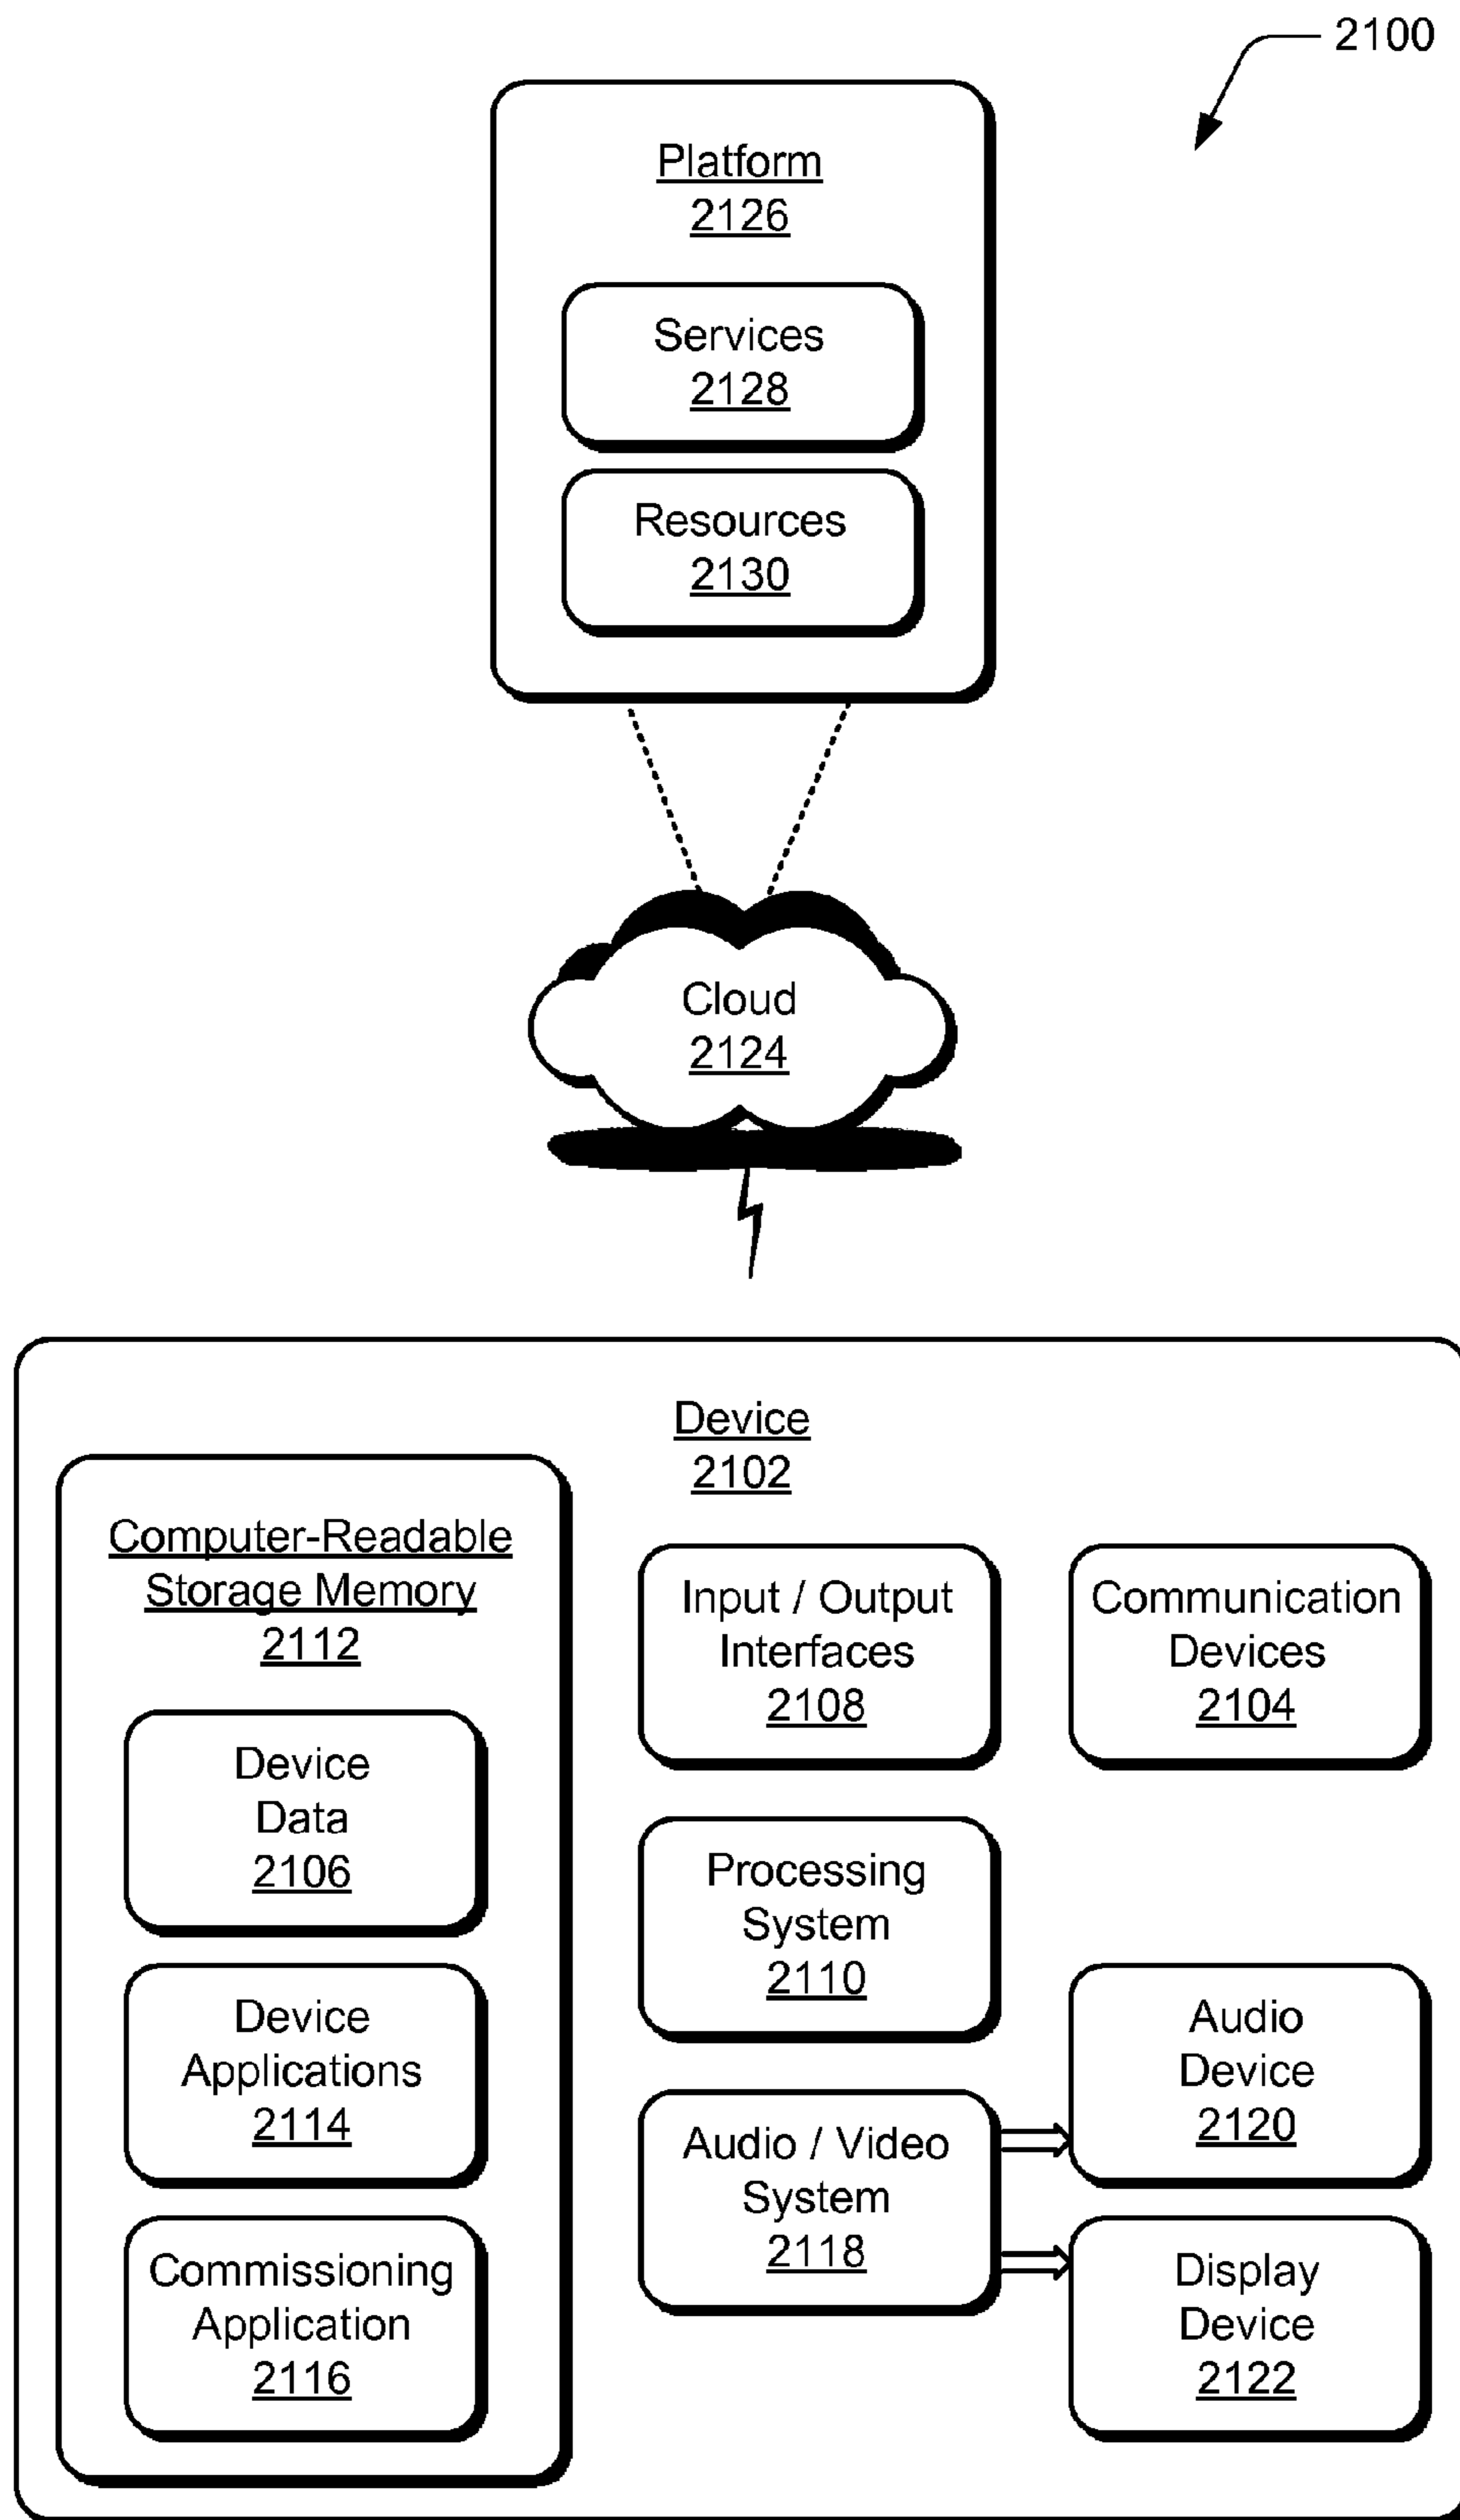 2100
Platform
2126
Services
2128
Resources
2130
Cloud
2124
Device
2102
Computer-Readable
Storage Memory
2112
Device
Data
2106
Device
Applications
2114
Commissioning
Application
2116
Input / Output
Interfaces
2108
Processing
System
2110
Audio / Video
System
2118
Communication
Devices
2104
Audio
Device
2120
Display
Device
2122